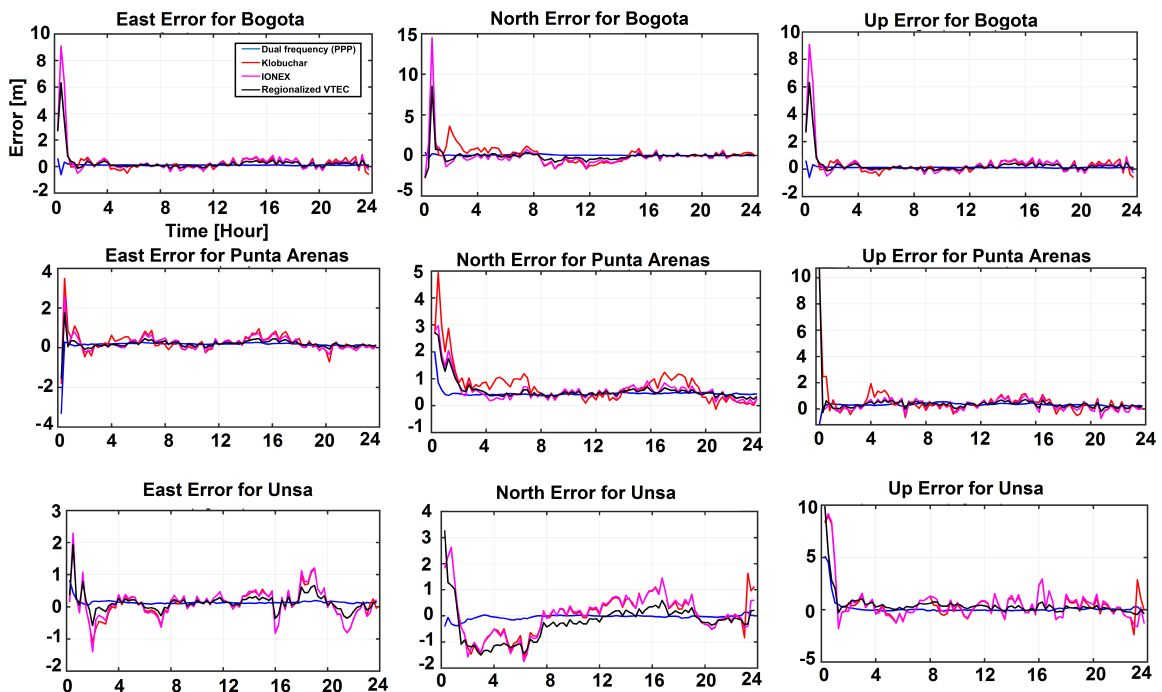 East Error for Bogota
North Error for Bogota
Up Error for Bogota
Error [m]
10
8
6
4
2
0
-2
Dual frequency (PPP)
Klobuchar
IONEX
Regionalized VTEC
0 4 8 12 16 20 24
Time [Hour]
15
10
5
0
-5
0 4 8 12 16 20 24
10
8
6
4
2
0
-2
0 4 8 12 16 20 24
East Error for Punta Arenas
North Error for Punta Arenas
Up Error for Punta Arenas
4
2
0
-2
-4
0 4 8 12 16 20 24
5
4
3
2
1
0
-1
0 4 8 12 16 20 24
10
8
6
4
2
0
0 4 8 12 16 20 24
East Error for Unsa
North Error for Unsa
Up Error for Unsa
3
2
1
0
-1
-2
0 4 8 12 16 20 24
4
3
2
1
0
-1
-2
0 4 8 12 16 20 24
10
5
0
-5
0 4 8 12 16 20 24